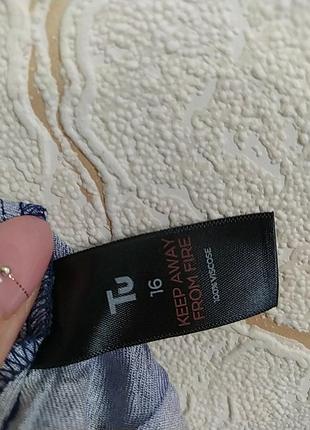 Tu
16
KEEP AWAY
FROM FIRE
100% VISCOSE